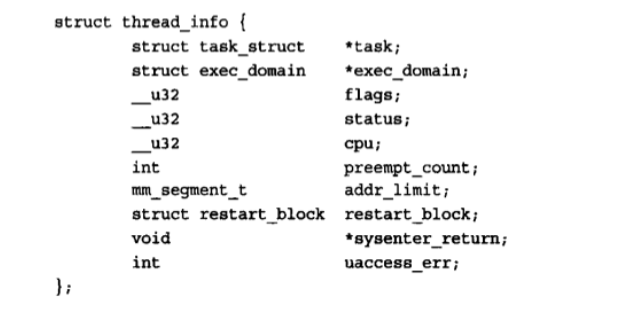 struct thread_info {
struct task_struct *task;
struct exec_domain *exec_domain;
__u32 flags;
__u32 status;
__u32 cpu;
int preempt_count;
mm_segment_t addr_limit;
struct restart_block restart_block;
void *sysenter_return;
int uaccess_err;
};